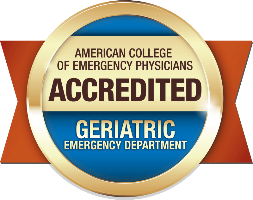 AMERICAN COLLEGE
OF EMERGENCY PHYSICIANS
ACCREDITED
GERIATRIC
EMERGENCY DEPARTMENT